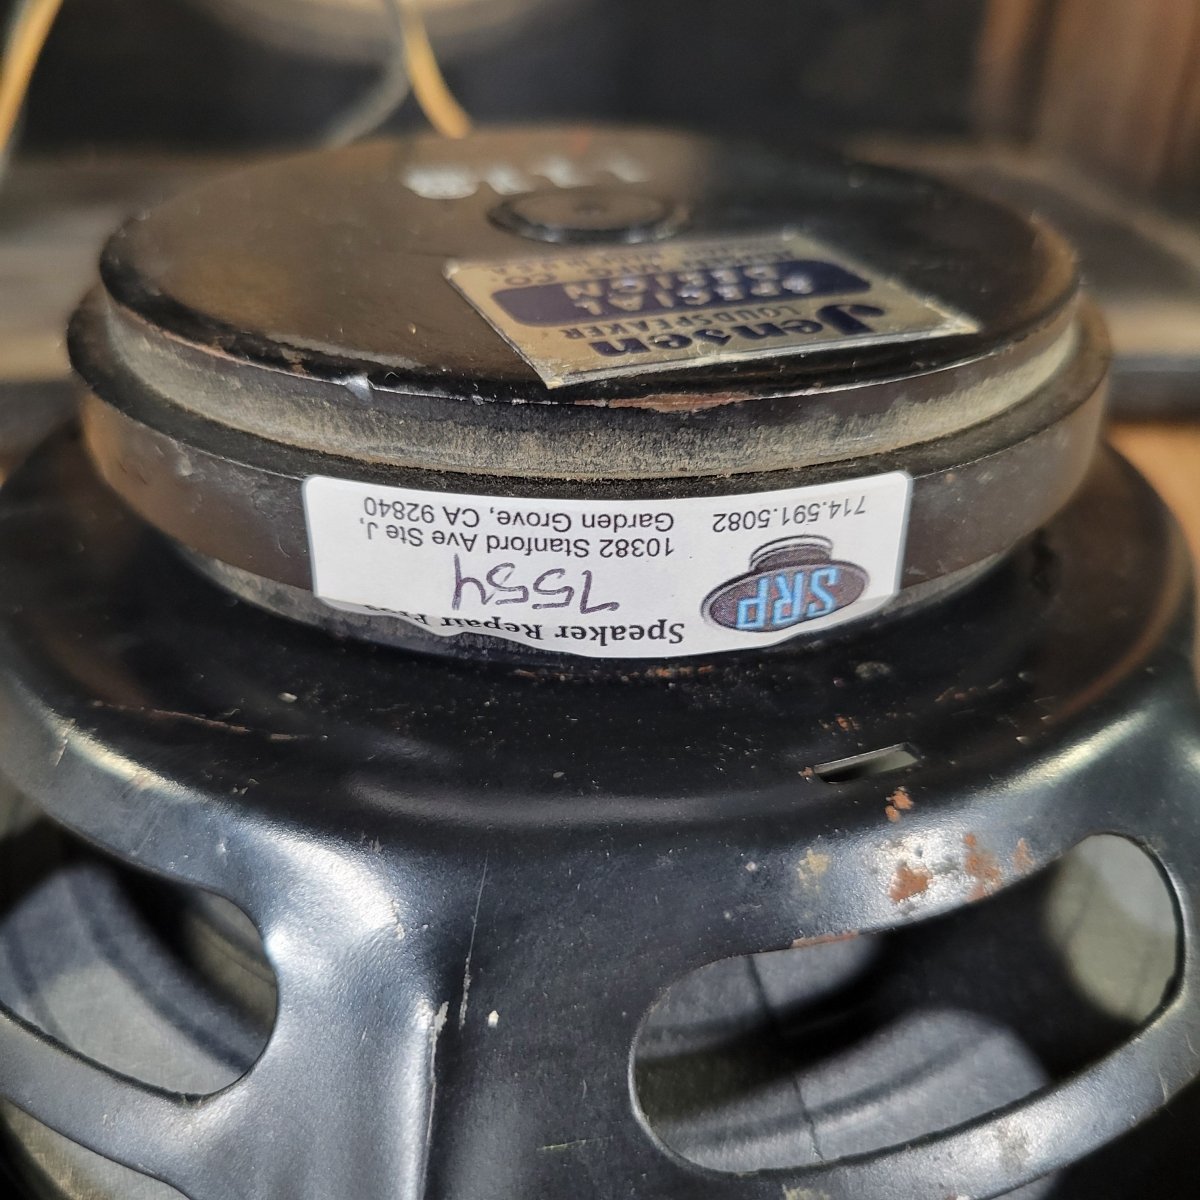 Jensen
LOUDSPEAKER
SPECIAL
DESIGN
Speaker Repair Pros
SRP
7554
10382 Stanford Ave Ste J,
Garden Grove, CA 92840
714.591.5082